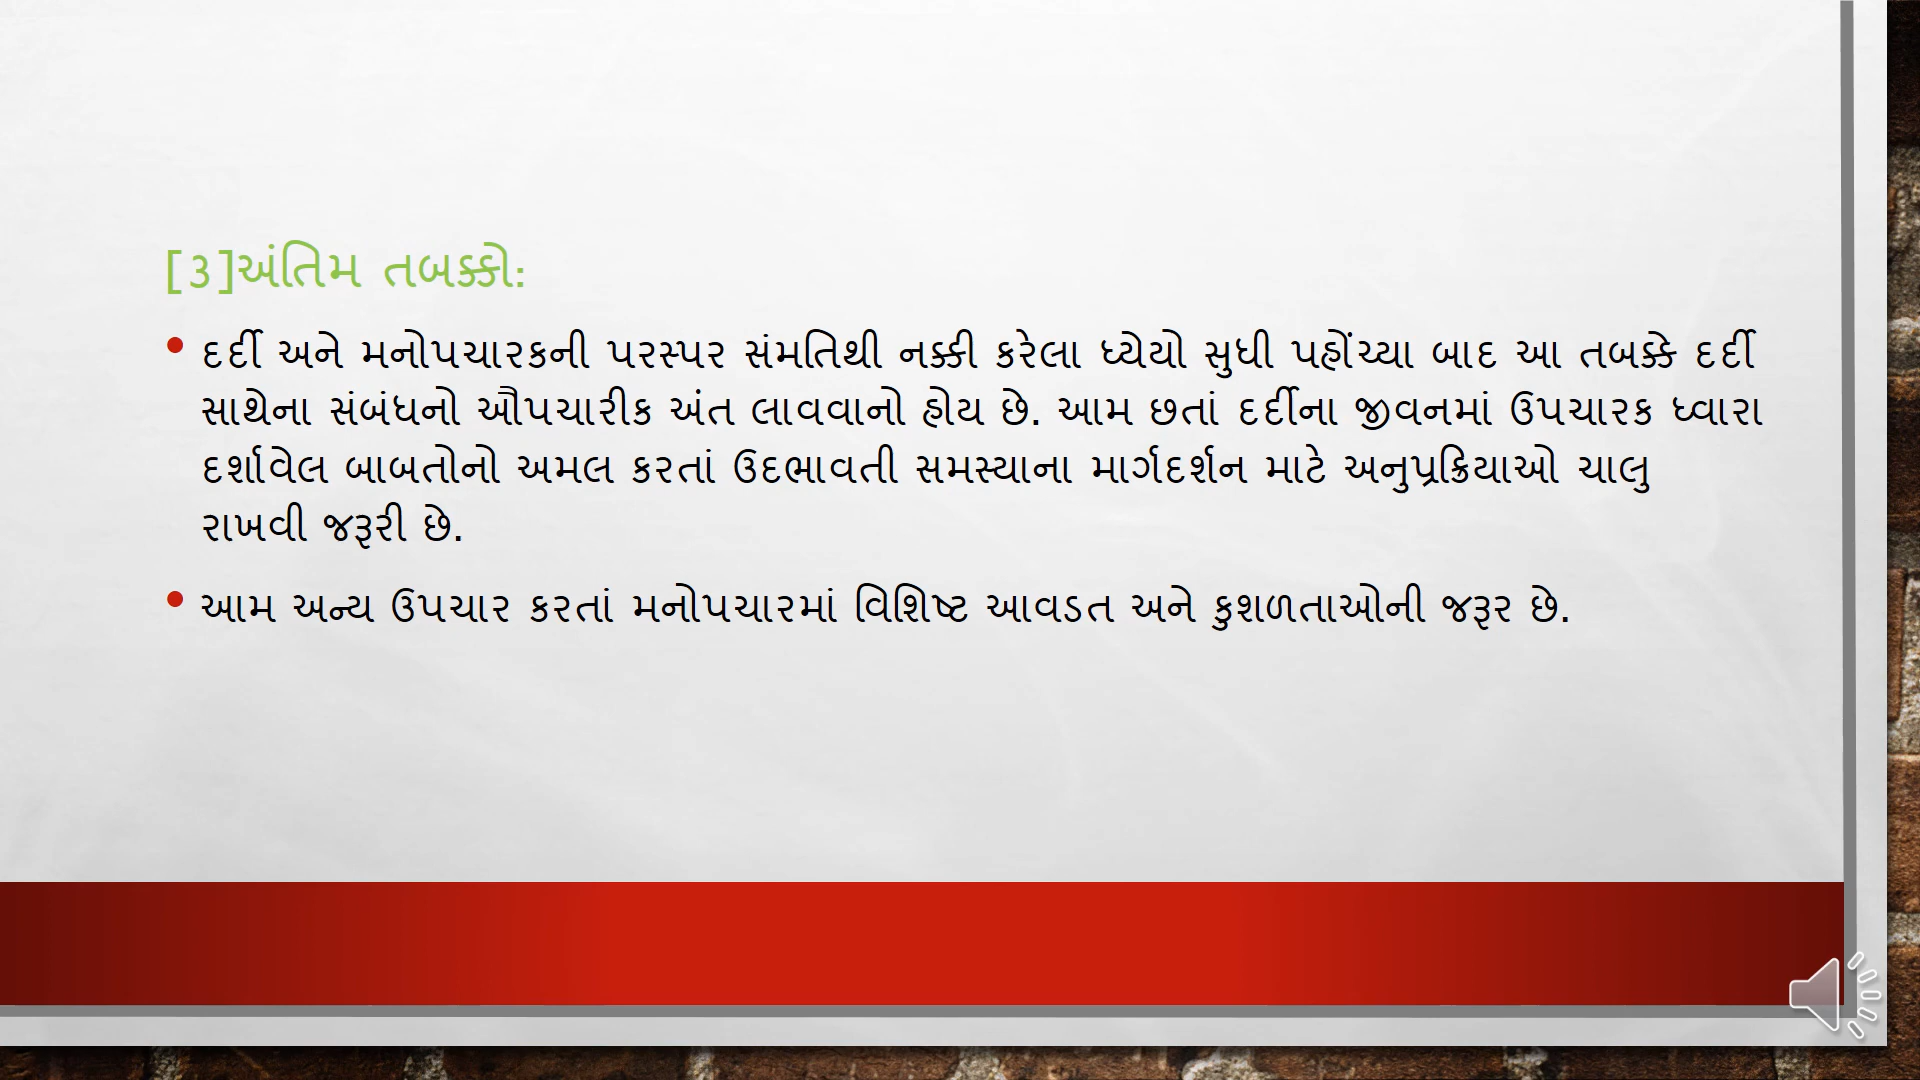 [૩]અંતિમ તબક્કો:
• દર્દી અને મનોપચારકની પરસ્પર સંમતિથી નક્કી કરેલા ધ્યેયો સુધી પહોંચ્યા બાદ આ તબક્કે દર્દી
સાથેના સંબંધનો ઔપચારીક અંત લાવવાનો હોય છે. આમ છતાં દર્દીના જીવનમાં ઉપચારક ધ્વારા
દર્શાવેલ બાબતોનો અમલ કરતાં ઉદભાવતી સમસ્યાના માર્ગદર્શન માટે અનુપ્રક્રિયાઓ ચાલુ
રાખવી જરૂરી છે.
• આમ અન્ય ઉપચાર કરતાં મનોપચારમાં વિશિષ્ટ આવડત અને કુશળતાઓની જરૂર છે.